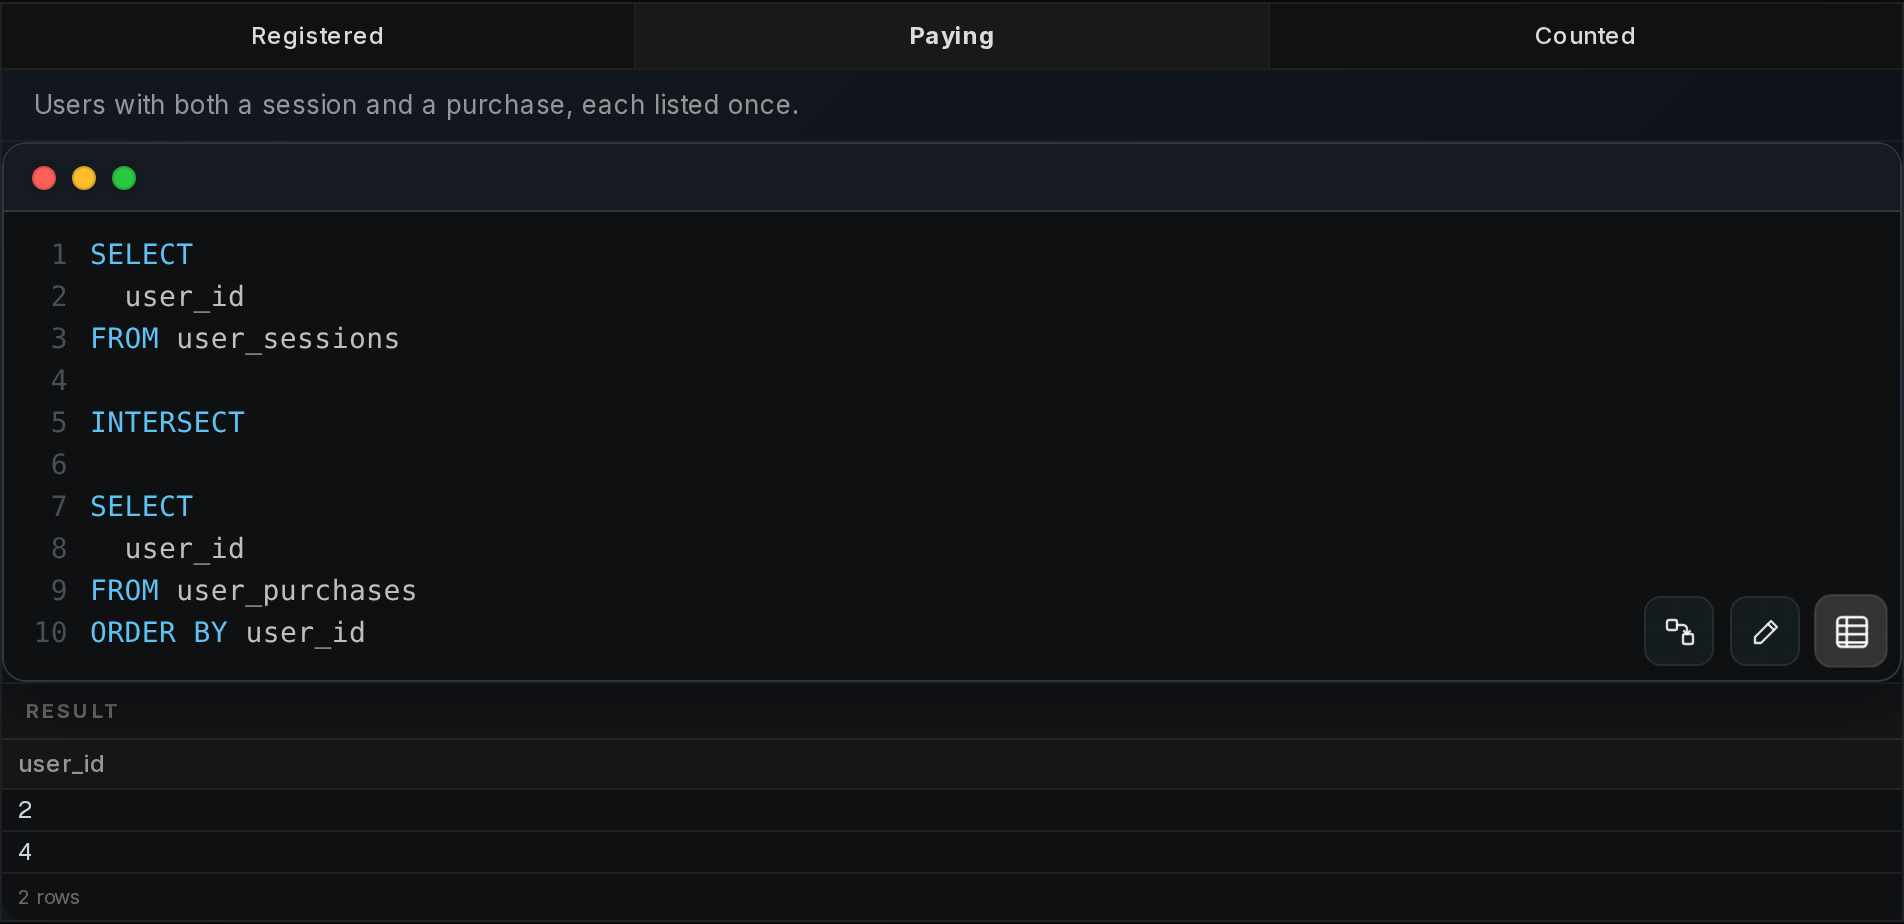 Registered
Paying
Counted
Users with both a session and a purchase, each listed once.
1 SELECT
2   user_id
3 FROM user_sessions
4
5 INTERSECT
6
7 SELECT
8   user_id
9 FROM user_purchases
10 ORDER BY user_id
RESULT
user_id
2
4
2 rows